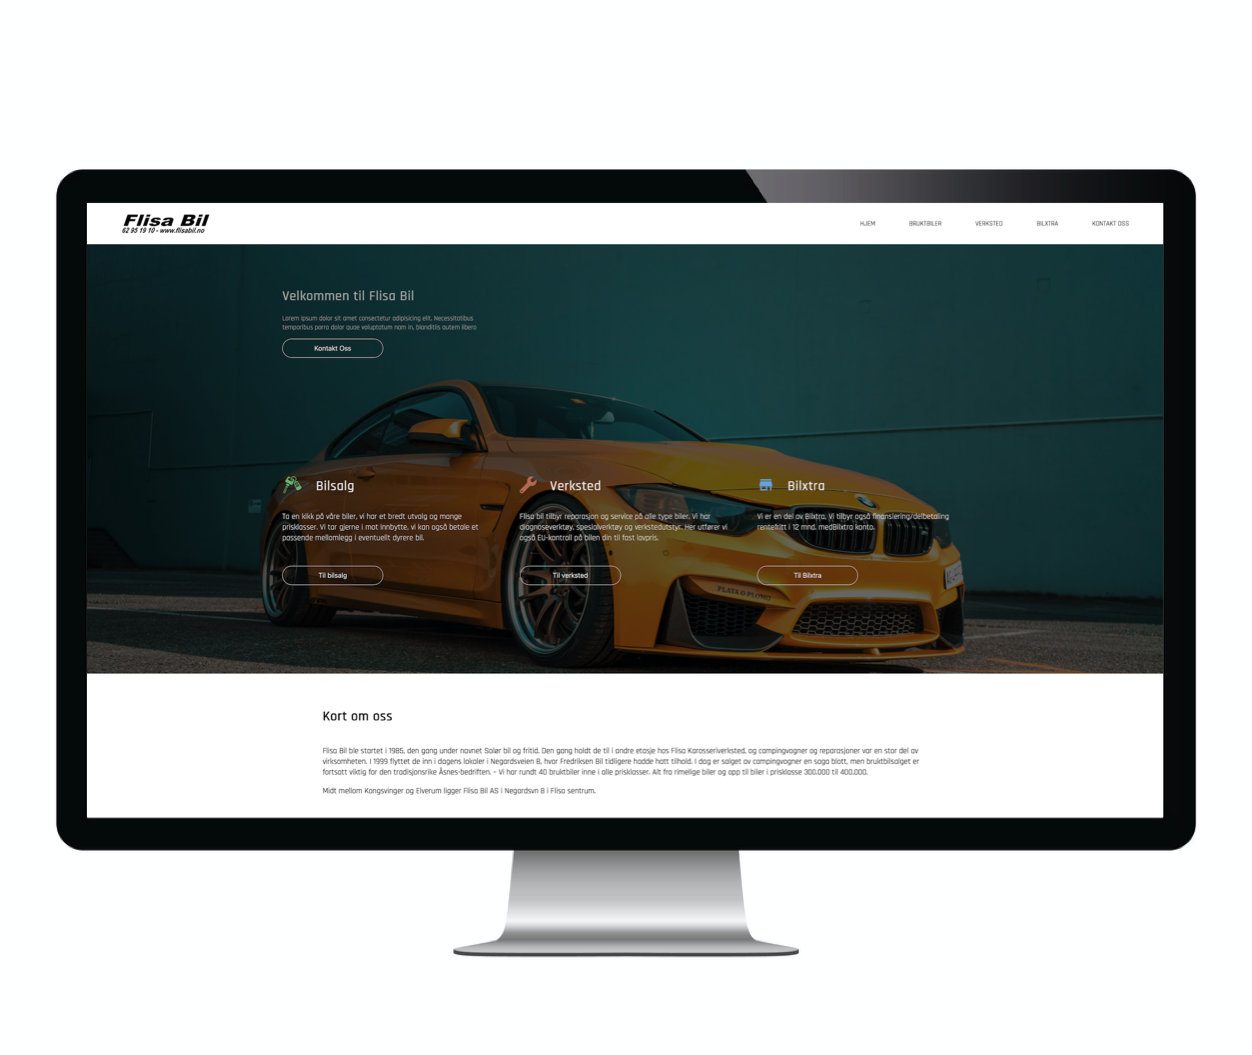 Flisa Bil
62 95 19 10 - www.flisabil.no
HJEM BRUKTBILER VERKSTED BILXTRA KONTAKT OSS
Velkommen til Flisa Bil
Lorem ipsum dolor sit amet consectetur adipisicing elit. Necessitatibus
temporibus porro dolor quae voluptatum nam in, blanditiis autem libero
Kontakt Oss
Bilsalg
Ta en kikk på våre biler, vi har et bredt utvalg og mange
prisklasser. Vi tar gjerne i mot innbytte, vi kan også betale et
passende mellomlegg i eventuelt dyrere bil.
Til bilsalg
Verksted
Flisa bil tilbyr reparasjon og service på alle type biler. Vi har
diagnoseverktøy, spesialverktøy og verkstedutstyr. Her utfører vi
også EU-kontroll på bilen din til fast lavpris.
Til verksted
Bilxtra
Vi er en del av Bilxtra. Vi tilbyr også finansiering/delbetaling
rentefritt i 12 mnd. medBilxtra konto.
Til Bilxtra
PLATA O PLOMO
Kort om oss
Flisa Bil ble startet i 1985, den gang under navnet Solør bil og fritid. Den gang holdt de til i andre etasje hos Flisa Karosseriverksted, og campingvogner og reparasjoner var en stor del av
virksomheten. I 1999 flyttet de inn i dagens lokaler i Negardsveien 8, hvor Fredriksen Bil tidligere hadde hatt tilhold. I dag er salget av campingvogner en saga blott, men bruktbilsalget er
fortsatt viktig for den tradisjonsrike Åsnes-bedriften. – Vi har rundt 40 bruktbiler inne i alle prisklasser. Alt fra rimelige biler og opp til biler i prisklasse 300.000 til 400.000.
Midt mellom Kongsvinger og Elverum ligger Flisa Bil AS i Negardsvn 8 i Flisa sentrum.